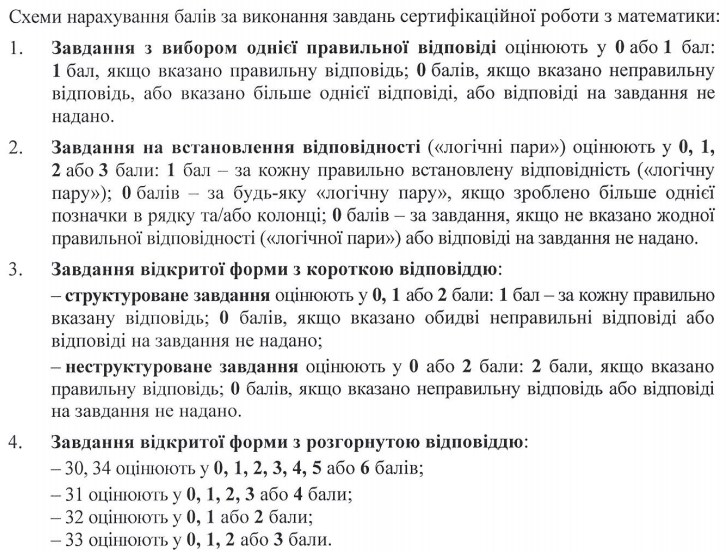 Схеми нарахування балів за виконання завдань сертифікаційної роботи з математики:
1. Завдання з вибором однієї правильної відповіді оцінюють у 0 або 1 бал:
1 бал, якщо вказано правильну відповідь; 0 балів, якщо вказано неправильну
відповідь, або вказано більше однієї відповіді, або відповіді на завдання не
надано.
2. Завдання на встановлення відповідності («логічні пари») оцінюють у 0, 1,
2 або 3 бали: 1 бал – за кожну правильно встановлену відповідність («логічну
пару»); 0 балів – за будь-яку «логічну пару», якщо зроблено більше однієї
позначки в рядку та/або колонці; 0 балів – за завдання, якщо не вказано жодної
правильної відповідності («логічної пари») або відповіді на завдання не надано.
3. Завдання відкритої форми з короткою відповіддю:
– структуроване завдання оцінюють у 0, 1 або 2 бали: 1 бал – за кожну правильно
вказану відповідь; 0 балів, якщо вказано обидві неправильні відповіді або
відповіді на завдання не надано;
– неструктуроване завдання оцінюють у 0 або 2 бали: 2 бали, якщо вказано
правильну відповідь; 0 балів, якщо вказано неправильну відповідь або відповіді
на завдання не надано.
4. Завдання відкритої форми з розгорнутою відповіддю:
– 30, 34 оцінюють у 0, 1, 2, 3, 4, 5 або 6 балів;
– 31 оцінюють у 0, 1, 2, 3 або 4 бали;
– 32 оцінюють у 0, 1 або 2 бали;
– 33 оцінюють у 0, 1, 2 або 3 бали.